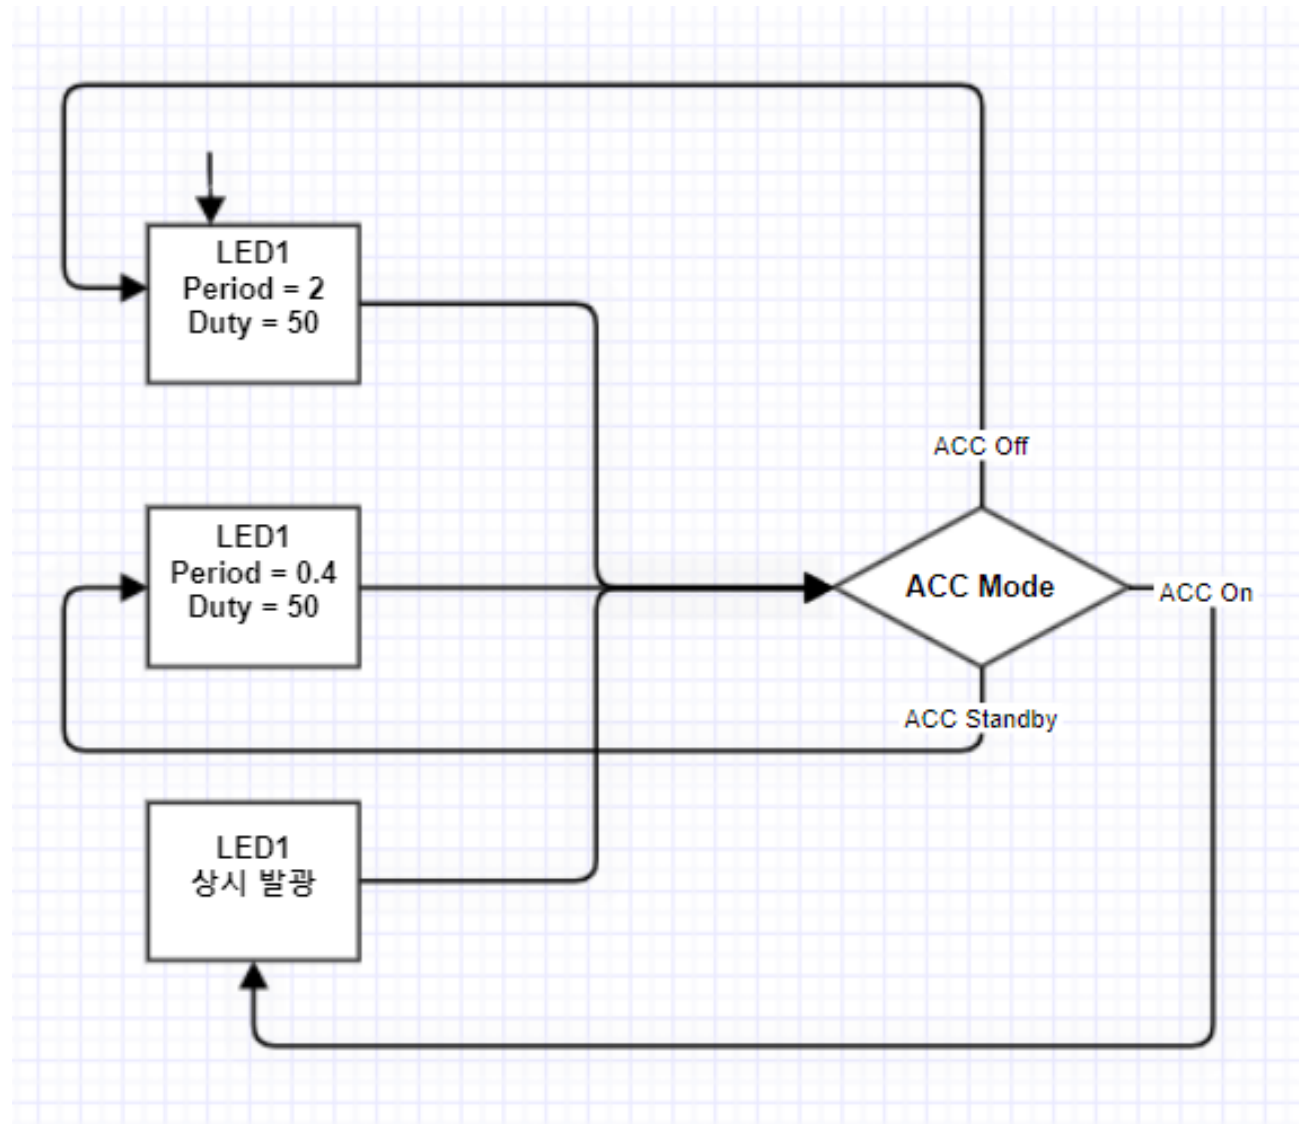 LED1
Period = 2
Duty = 50
ACC Off
LED1
Period = 0.4
Duty = 50
ACC Mode
ACC On
ACC Standby
LED1
상시 발광